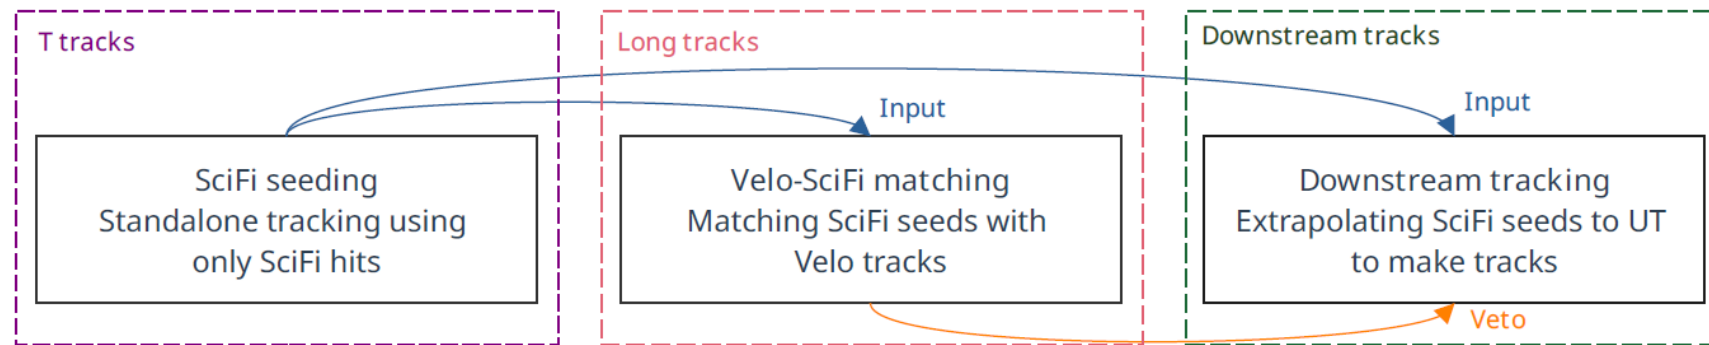 T tracks
SciFi seeding
Standalone tracking using
only SciFi hits
Long tracks
Input
Velo-SciFi matching
Matching SciFi seeds with
Velo tracks
Downstream tracks
Input
Downstream tracking
Extrapolating SciFi seeds to UT
to make tracks
Veto